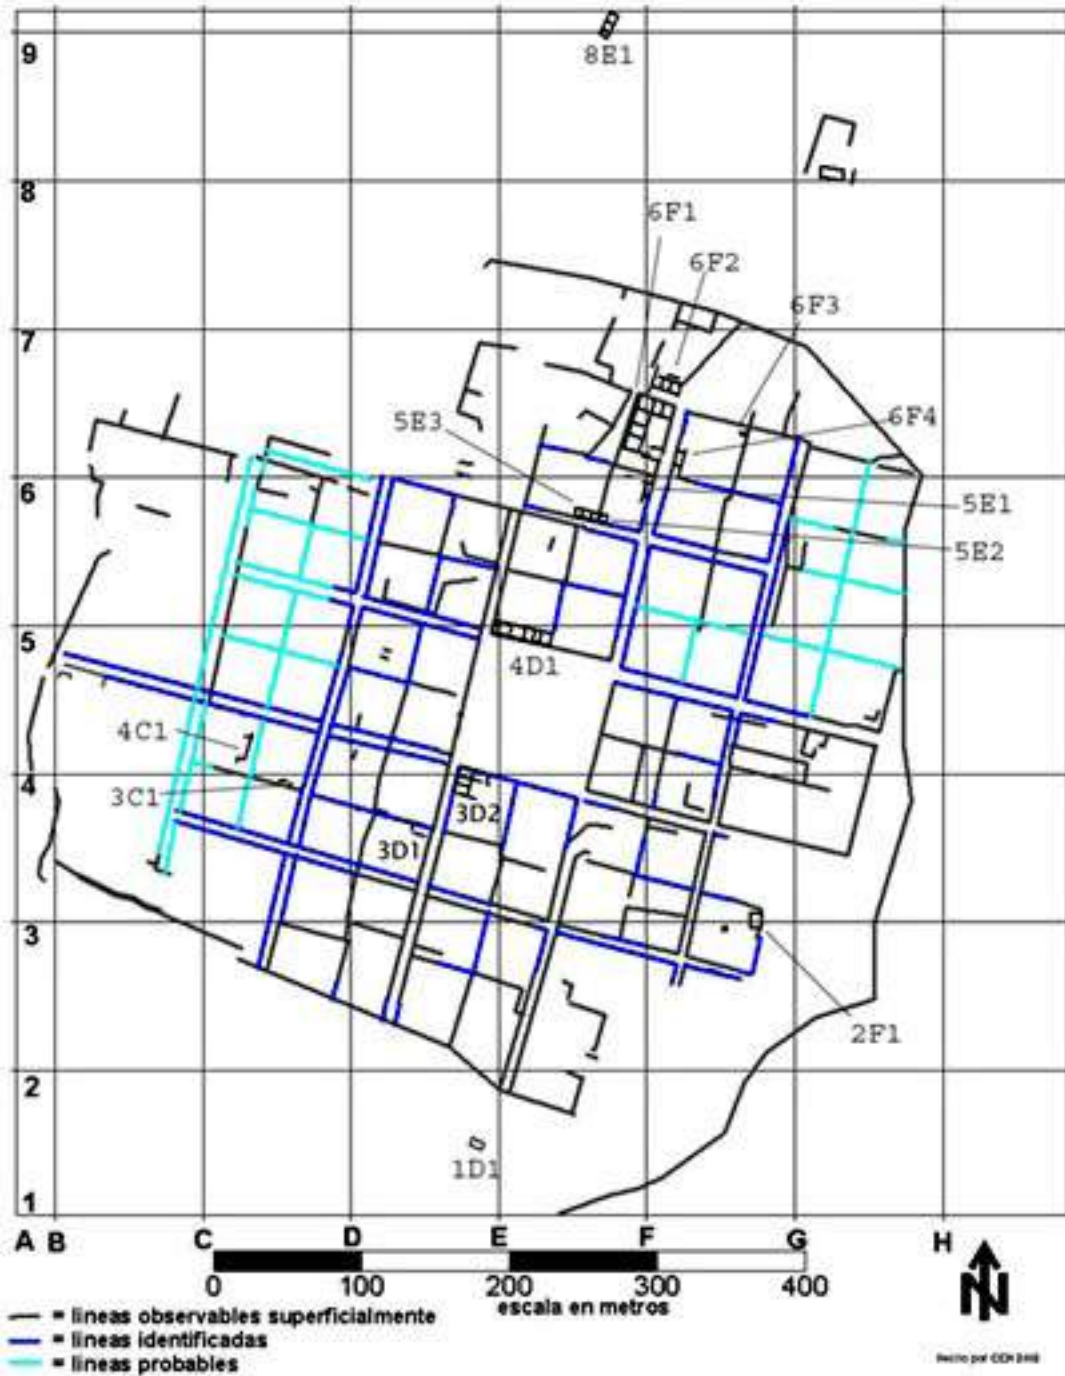 9
8E1
8
6F1
6F2
6F3
7
5E3
6F4
6
5E1
5E2
5
4D1
4C1
4
3C1
3D2
3D1
3
2F1
2
1D1
1
A B C D E F G H
0 100 200 300 400
escala en metros
N
= lineas observables superficialmente
= lineas identificadas
= lineas probables
Hecho por